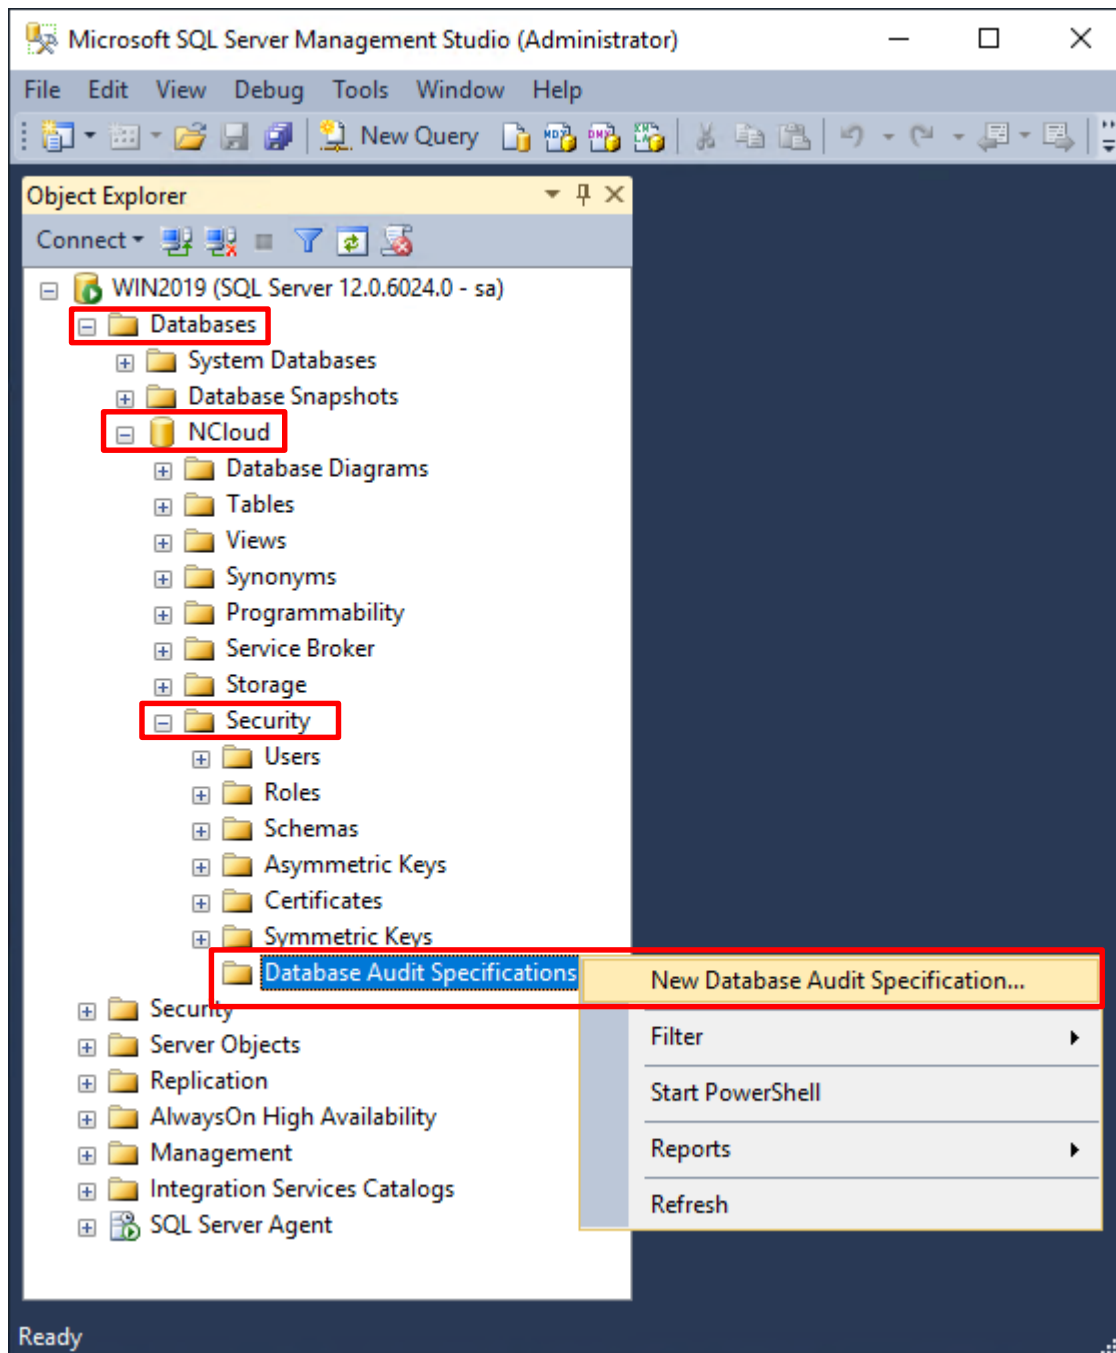 Microsoft SQL Server Management Studio (Administrator)
File Edit View Debug Tools Window Help
New Query MDX DMX XMLA
Object Explorer
Connect
WIN2019 (SQL Server 12.0.6024.0 - sa)
Databases
System Databases
Database Snapshots
NCloud
Database Diagrams
Tables
Views
Synonyms
Programmability
Service Broker
Storage
Security
Users
Roles
Schemas
Asymmetric Keys
Certificates
Symmetric Keys
Database Audit Specifications
New Database Audit Specification...
Security
Filter
Server Objects
Replication
Start PowerShell
AlwaysOn High Availability
Management
Reports
Integration Services Catalogs
Refresh
SQL Server Agent
Ready